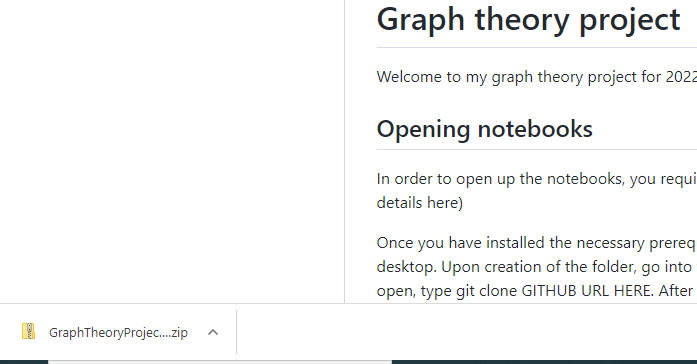 Graph theory project
Welcome to my graph theory project for 2022
Opening notebooks
In order to open up the notebooks, you requi
details here)
Once you have installed the necessary prereq
desktop. Upon creation of the folder, go into
open, type git clone GITHUB URL HERE. After
GraphTheoryProjec....zip